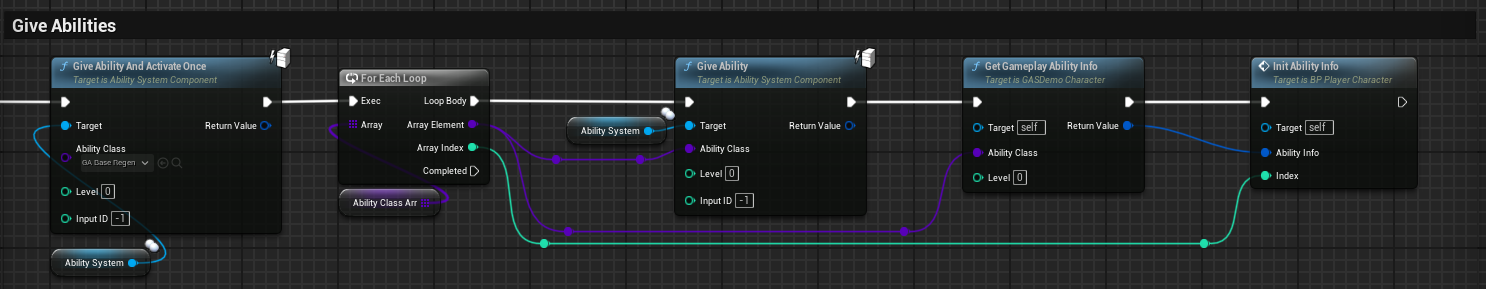 Give Abilities
Give Ability And Activate Once
Target is Ability System Component
Target
Return Value
Ability Class
GA Base Regen
Level 0
Input ID -1
Ability System
For Each Loop
Exec
Loop Body
Array
Array Element
Array Index
Completed
Ability Class Arr
Ability System
Give Ability
Target is Ability System Component
Target
Return Value
Ability Class
Level 0
Input ID -1
Get Gameplay Ability Info
Target is GASDemo Character
Target self
Return Value
Ability Class
Level 0
Init Ability Info
Target is BP Player Character
Target self
Ability Info
Index